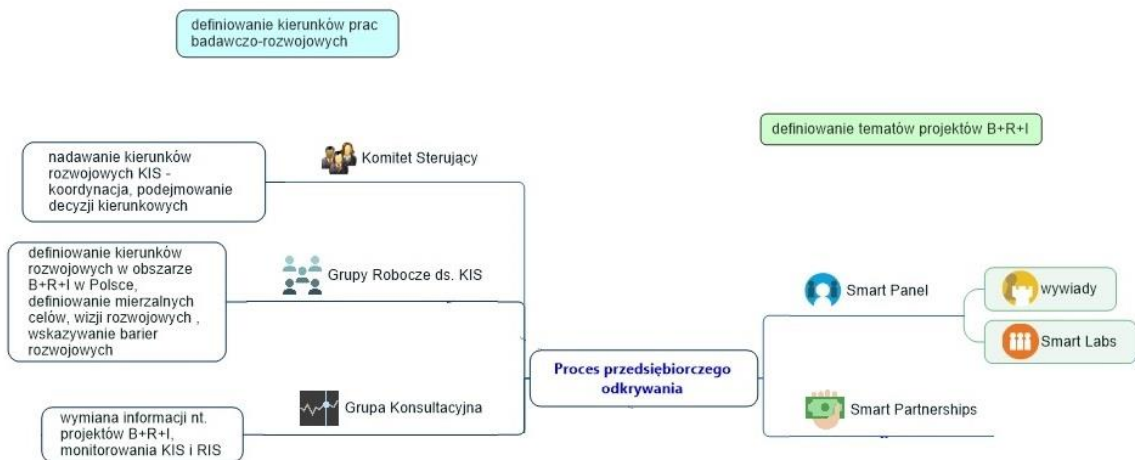 definiowanie kierunków prac
badawczo-rozwojowych
definiowanie tematów projektów B+R+I
nadawanie kierunków
rozwojowych KIS -
koordynacja, podejmowanie
decyzji kierunkowych
Komitet Sterujący
definiowanie kierunków
rozwojowych w obszarze
B+R+I w Polsce,
definiowanie mierzalnych
celów, wizji rozwojowych ,
wskazywanie barier
rozwojowych
Grupy Robocze ds. KIS
wymiana informacji nt.
projektów B+R+I,
monitorowania KIS i RIS
Grupa Konsultacyjna
Proces przedsiębiorczego
odkrywania
Smart Panel
wywiady
Smart Labs
Smart Partnerships